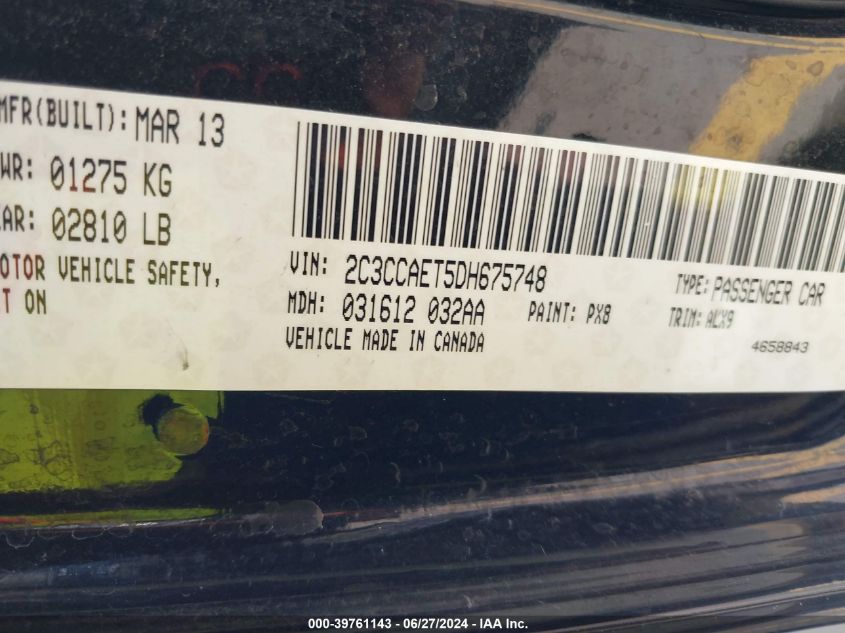 MFR(BUILT): MAR 13
WR: 01275 KG
EAR: 02810 LB
OTOR VEHICLE SAFETY,
T ON
VIN: 2C3CCAET5DH675748
TYPE: PASSENGER CAR
MDH: 031612 032AA
PAINT: PX8
TRIM: ALX9
VEHICLE MADE IN CANADA
4658843
000-39761143 - 06/27/2024 - IAA Inc.